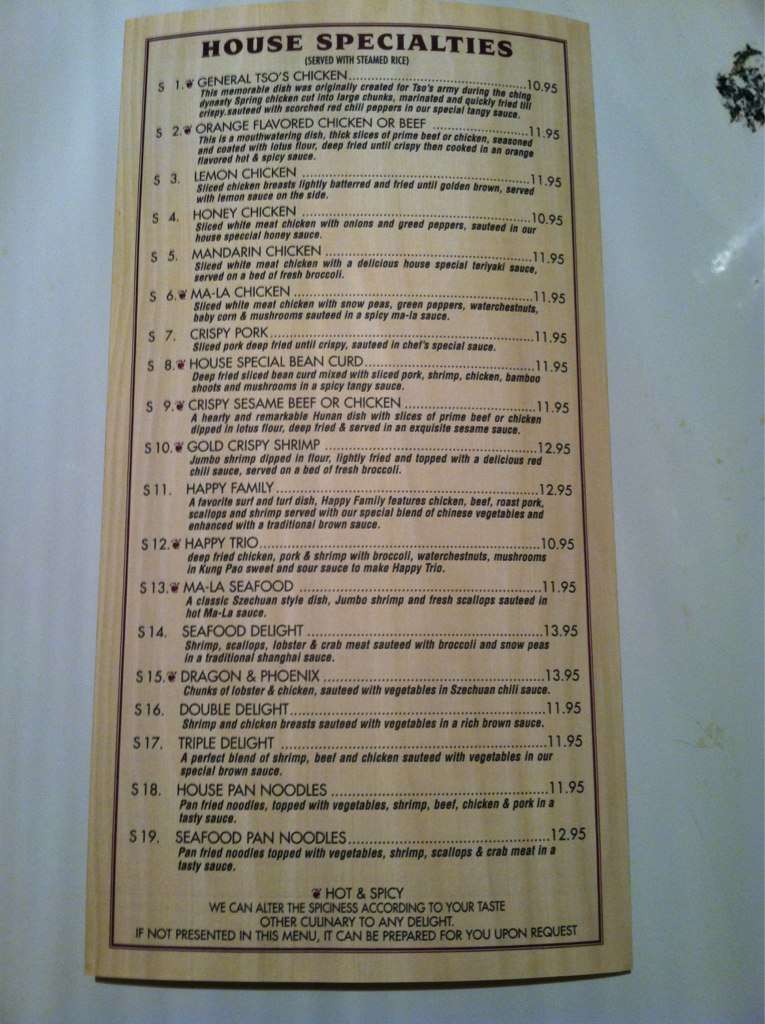 HOUSE SPECIALTIES
(SERVED WITH STEAMED RICE)
S 1. GENERAL TSO'S CHICKEN..........10.95
This memorable dish was originally created for Tso's army during the ching
dynasty Spring chicken cut into large chunks, marinated and quickly fried till
crispy.sauteed with scorched red chili peppers in our special tangy sauce.
S 2. ORANGE FLAVORED CHICKEN OR BEEF ..........11.95
This is a mouthwatering dish, thick slices of prime beef or chicken, seasoned
and coated with lotus flour, deep fried until crispy then cooked in an orange
flavored hot & spicy sauce.
S 3. LEMON CHICKEN ..........11.95
Sliced chicken breasts lightly batterred and fried until golden brown, served
with lemon sauce on the side.
S 4. HONEY CHICKEN ..........10.95
Sliced white meat chicken with onions and greed peppers, sauteed in our
house speccial honey sauce.
S 5. MANDARIN CHICKEN ..........11.95
Sliced white meat chicken with a delicious house special teriyaki sauce,
served on a bed of fresh broccoli.
S 6. MA-LA CHICKEN ..........11.95
Sliced white meat chicken with snow peas, green peppers, waterchestnuts,
baby corn & mushrooms sauteed in a spicy ma-la sauce.
S 7. CRISPY PORK..........11.95
Sliced pork deep fried until crispy, sauteed in chef's special sauce.
S 8. HOUSE SPECIAL BEAN CURD..........11.95
Deep fried sliced bean curd mixed with sliced pork, shrimp, chicken, bamboo
shoots and mushrooms in a spicy tangy sauce.
S 9. CRISPY SESAME BEEF OR CHICKEN ..........11.95
A hearty and remarkable Hunan dish with slices of prime beef or chicken
dipped in lotus flour, deep fried & served in an exquisite sesame sauce.
S 10. GOLD CRISPY SHRIMP ..........12.95
Jumbo shrimp dipped in flour, lightly fried and topped with a delicious red
chili sauce, served on a bed of fresh broccoli.
S 11. HAPPY FAMILY..........12.95
A favorite surf and turf dish, Happy Family features chicken, beef, roast pork,
scallops and shrimp served with our special blend of chinese vegetables and
enhanced with a traditional brown sauce.
S 12. HAPPY TRIO..........10.95
deep fried chicken, pork & shrimp with broccoli, waterchestnuts, mushrooms
in Kung Pao sweet and sour sauce to make Happy Trio.
S 13. MA-LA SEAFOOD ..........11.95
A classic Szechuan style dish, Jumbo shrimp and fresh scallops sauteed in
hot Ma-La sauce.
S 14. SEAFOOD DELIGHT ..........13.95
Shrimp, scallops, lobster & crab meat sauteed with broccoli and snow peas
in a traditional shanghai sauce.
S 15. DRAGON & PHOENIX ..........13.95
Chunks of lobster & chicken, sauteed with vegetables in Szechuan chili sauce.
S 16. DOUBLE DELIGHT..........11.95
Shrimp and chicken breasts sauteed with vegetables in a rich brown sauce.
S 17. TRIPLE DELIGHT ..........11.95
A perfect blend of shrimp, beef and chicken sauteed with vegetables in our
special brown sauce.
S 18. HOUSE PAN NOODLES ..........11.95
Pan fried noodles, topped with vegetables, shrimp, beef, chicken & pork in a
tasty sauce.
S 19. SEAFOOD PAN NOODLES..........12.95
Pan fried noodles topped with vegetables, shrimp, scallops & crab meat in a
tasty sauce.
HOT & SPICY
WE CAN ALTER THE SPICINESS ACCORDING TO YOUR TASTE
OTHER CULINARY TO ANY DELIGHT.
IF NOT PRESENTED IN THIS MENU, IT CAN BE PREPARED FOR YOU UPON REQUEST